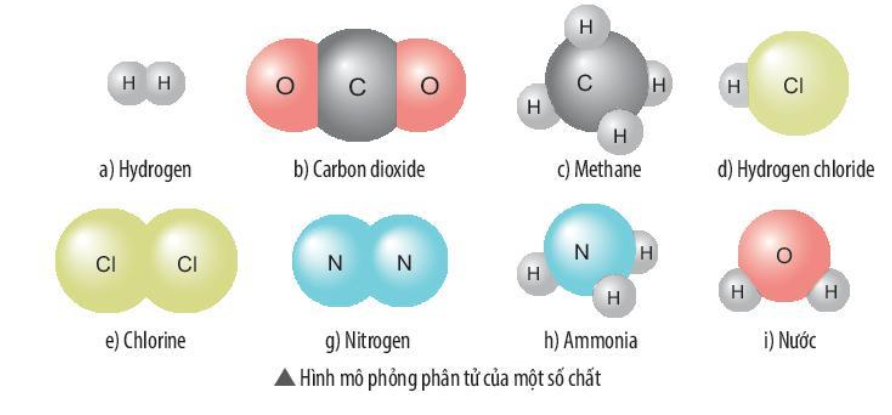 H H
O C O
H
C
H
H
H
H Cl
a) Hydrogen
b) Carbon dioxide
c) Methane
d) Hydrogen chloride
Cl Cl
N N
N
H
H
H
O
H H
e) Chlorine
g) Nitrogen
h) Ammonia
i) Nước
▲ Hình mô phỏng phân tử của một số chất